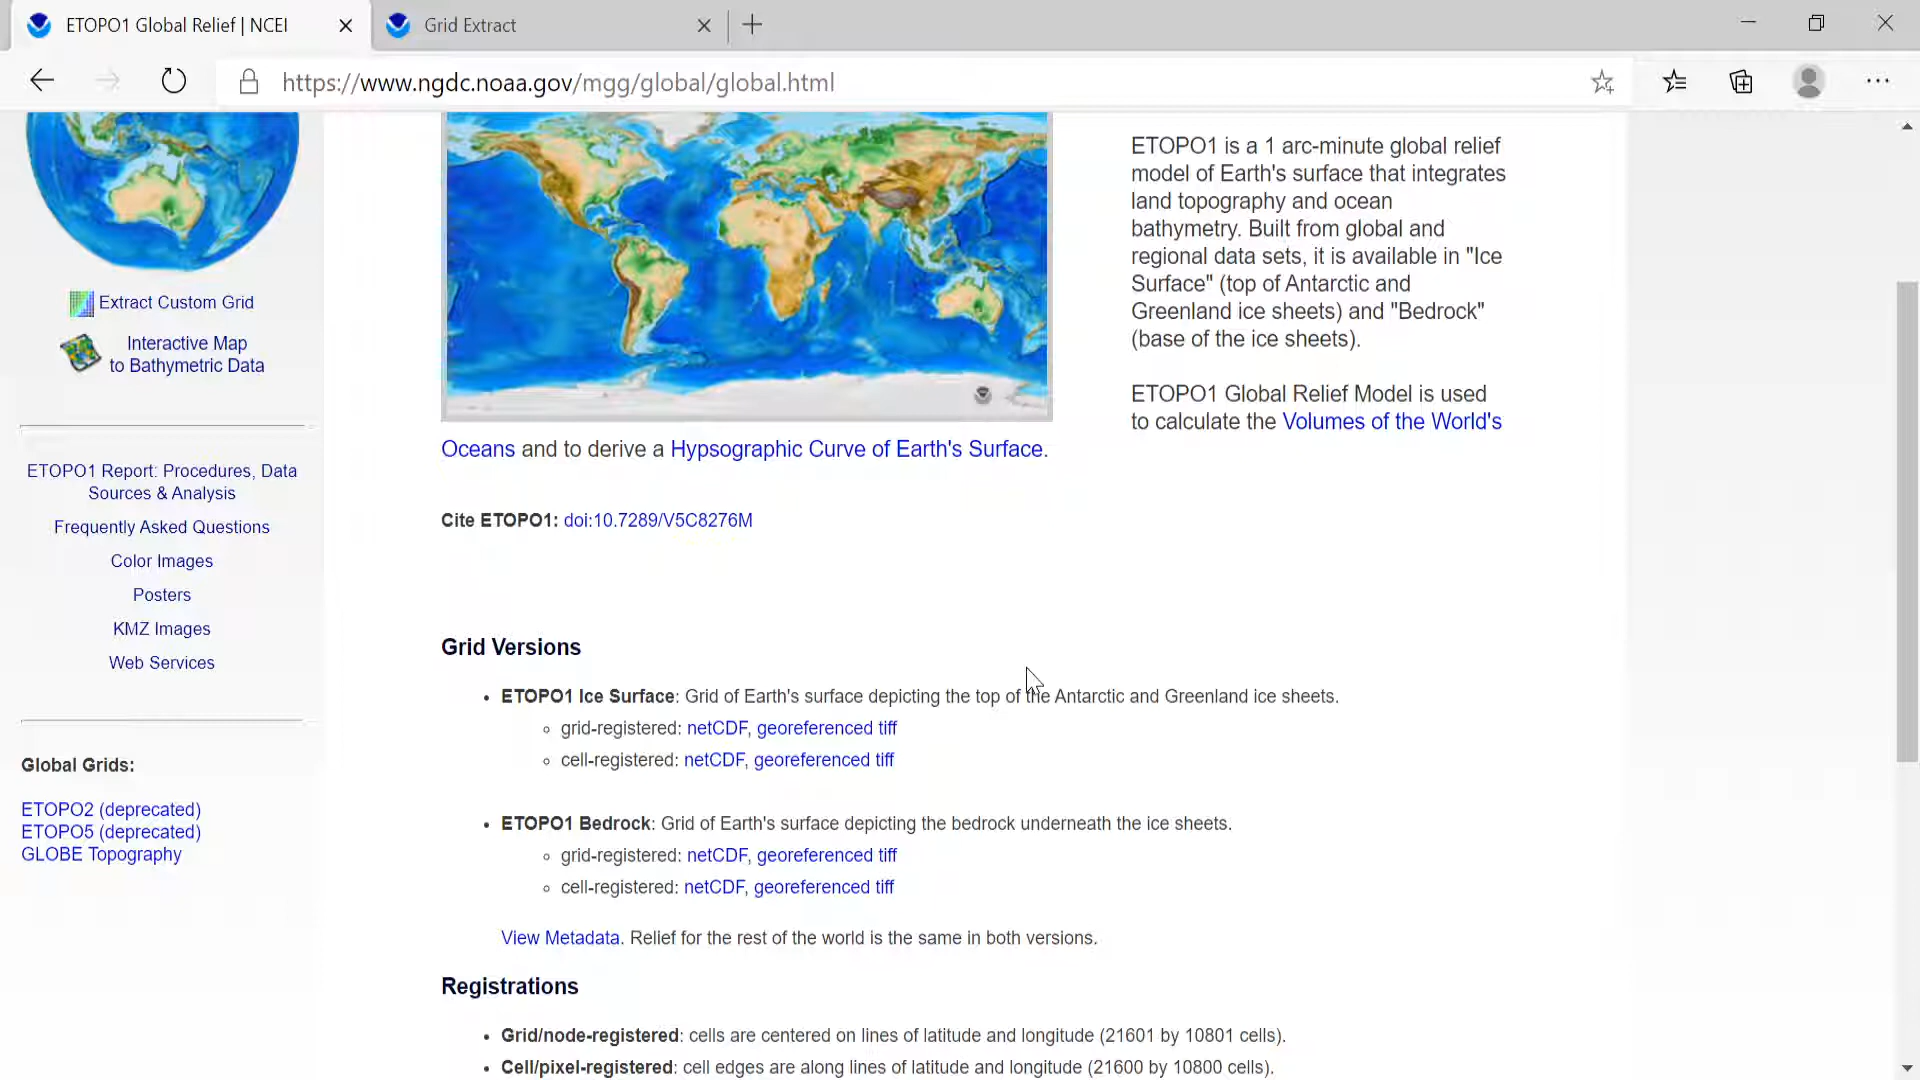 ETOPO1 Global Relief | NCEI
Grid Extract
https://www.ngdc.noaa.gov/mgg/global/global.html
Extract Custom Grid
Interactive Map
to Bathymetric Data
ETOPO1 Report: Procedures, Data
Sources & Analysis
Frequently Asked Questions
Color Images
Posters
KMZ Images
Web Services
Global Grids:
ETOPO2 (deprecated)
ETOPO5 (deprecated)
GLOBE Topography
ETOPO1 is a 1 arc-minute global relief
model of Earth's surface that integrates
land topography and ocean
bathymetry. Built from global and
regional data sets, it is available in "Ice
Surface" (top of Antarctic and
Greenland ice sheets) and "Bedrock"
(base of the ice sheets).
ETOPO1 Global Relief Model is used
to calculate the Volumes of the World's
Oceans and to derive a Hypsographic Curve of Earth's Surface.
Cite ETOPO1: doi:10.7289/V5C8276M
Grid Versions
• ETOPO1 Ice Surface: Grid of Earth's surface depicting the top of the Antarctic and Greenland ice sheets.
◦ grid-registered: netCDF, georeferenced tiff
◦ cell-registered: netCDF, georeferenced tiff
• ETOPO1 Bedrock: Grid of Earth's surface depicting the bedrock underneath the ice sheets.
◦ grid-registered: netCDF, georeferenced tiff
◦ cell-registered: netCDF, georeferenced tiff
View Metadata. Relief for the rest of the world is the same in both versions.
Registrations
• Grid/node-registered: cells are centered on lines of latitude and longitude (21601 by 10801 cells).
• Cell/pixel-registered: cell edges are along lines of latitude and longitude (21600 by 10800 cells).